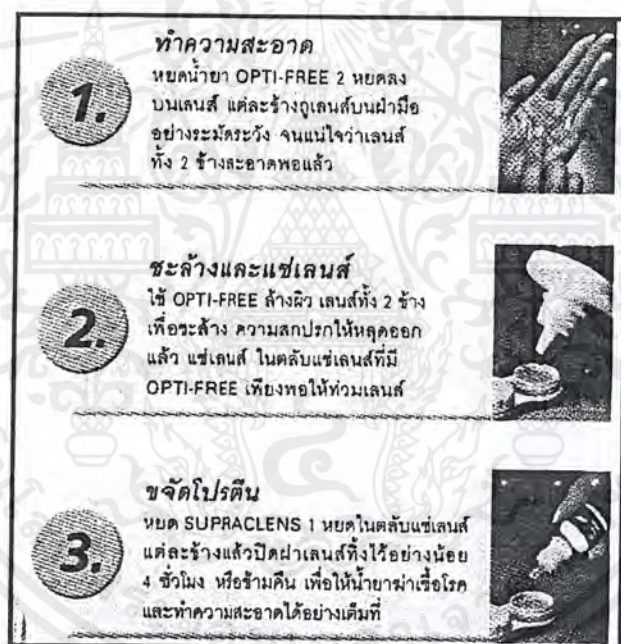 1.
ทำความสะอาด
หยดน้ำยา OPTI-FREE 2 หยดลง
บนเลนส์ แต่ละข้างถูเลนส์บนฝ่ามือ
อย่างระมัดระวัง จนแน่ใจว่าเลนส์
ทั้ง 2 ข้างสะอาดพอแล้ว
2.
ชะล้างและแช่เลนส์
ใช้ OPTI-FREE ล้างผิว เลนส์ทั้ง 2 ข้าง
เพื่อชะล้าง ความสกปรกให้หลุดออก
แล้ว แช่เลนส์ ในตลับแช่เลนส์ที่มี
OPTI-FREE เพียงพอให้ท่วมเลนส์
3.
ขจัดโปรตีน
หยด SUPRACLENS 1 หยดในตลับแช่เลนส์
แต่ละข้างแล้วปิดฝาเลนส์ทิ้งไว้อย่างน้อย
4 ชั่วโมง หรือข้ามคืน เพื่อให้น้ำยาฆ่าเชื้อโรค
และทำความสะอาดได้อย่างเต็มที่